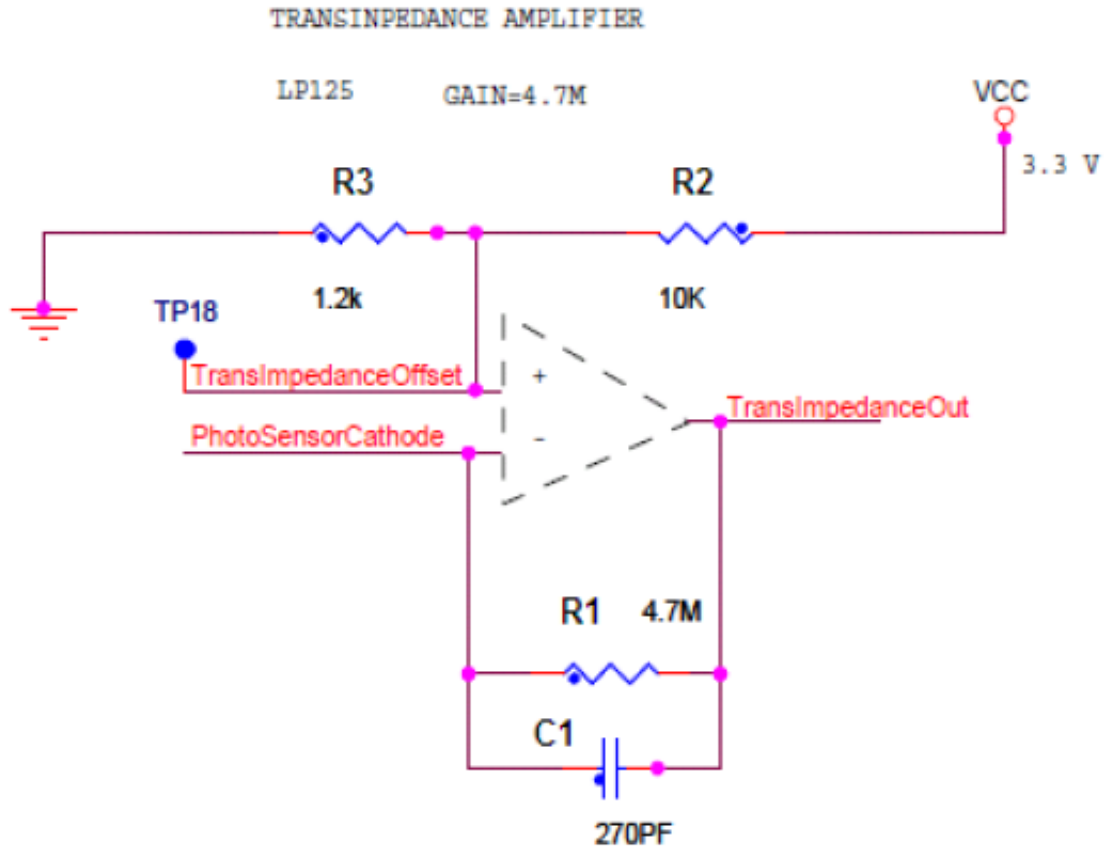 TRANSINPEDANCE AMPLIFIER
LP125 GAIN=4.7M
VCC
3.3 V
R3 R2
1.2k 10K
TP18
TransImpedanceOffset
+
TransImpedanceOut
PhotoSensorCathode
-
R1 4.7M
C1
270PF